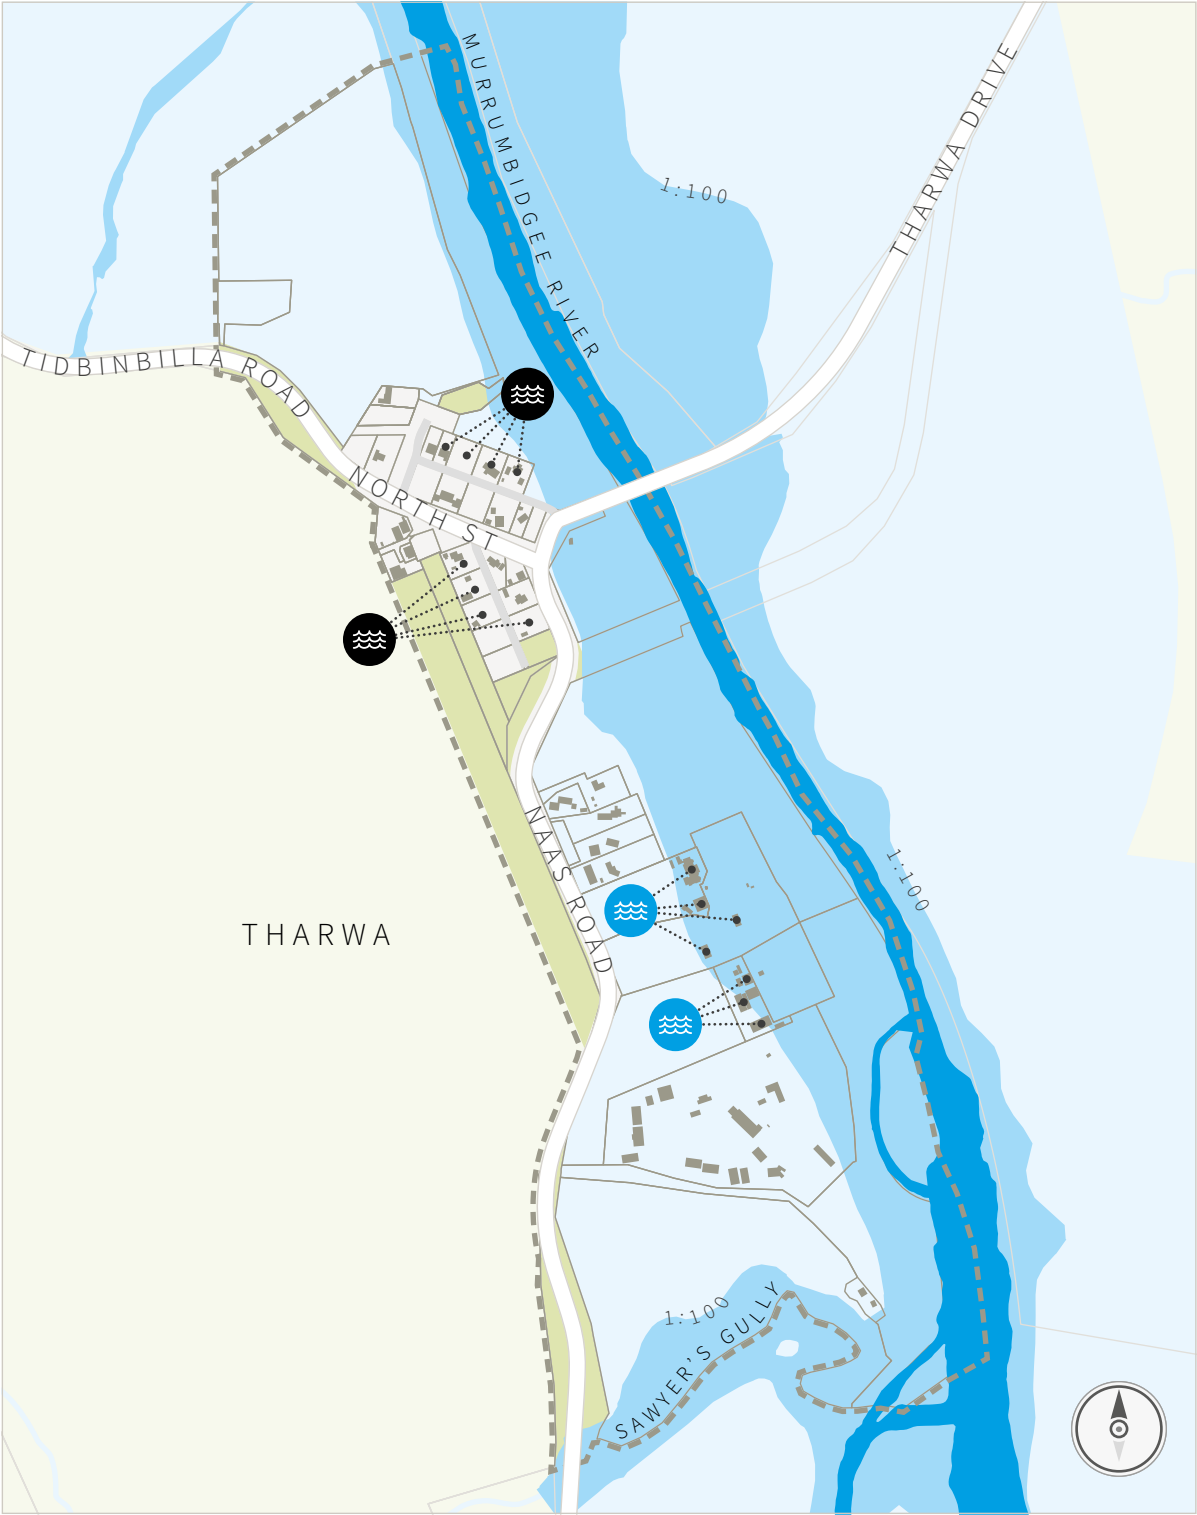 MURRUMBIDGEE RIVER
THARWA DRIVE
1:100
TIDBINBILLA ROAD
NORTH ST
NAAS ROAD
1:100
THARWA
1:100
SAWYER'S GULLY